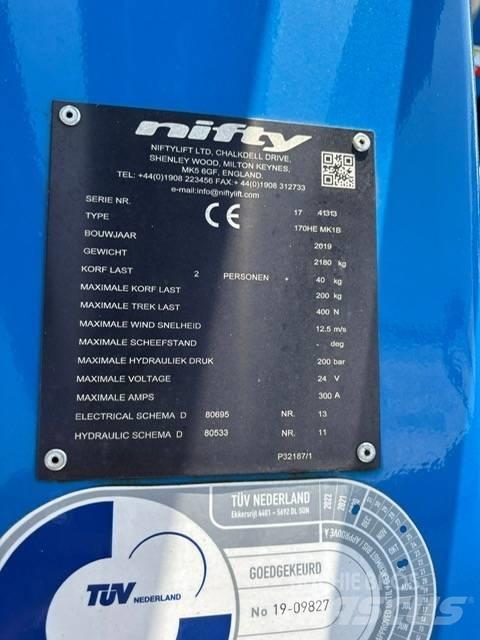 nifty
NIFTYLIFT LTD, CHALKDELL DRIVE,
SHENLEY WOOD, MILTON KEYNES,
MK5 6GF, ENGLAND.
TEL: +44(0)1908 223456 FAX:+ 44(0)1908 312733
e-mail:info@niftylift.com
CE
SERIE NR. 17 41313
TYPE 170HE MK1B
BOUWJAAR 2019
GEWICHT 2180 kg
KORF LAST 2 PERSONEN + 40 kg
MAXIMALE KORF LAST 200 kg
MAXIMALE TREK LAST 400 N
MAXIMALE WIND SNELHEID 12.5 m/s
MAXIMALE SCHEEFSTAND - deg
MAXIMALE HYDRAULIEK DRUK 200 bar
MAXIMALE VOLTAGE 24 V
MAXIMALE AMPS 300 A
ELECTRICAL SCHEMA D 80695 NR. 13
HYDRAULIC SCHEMA D 80533 NR. 11
P32187/1
TÜV NEDERLAND
Ekkersrijt 4401 - 5692 DL SON
2022
2021
GOEDGEKEURD
No 19-09827
TÜV NEDERLAND